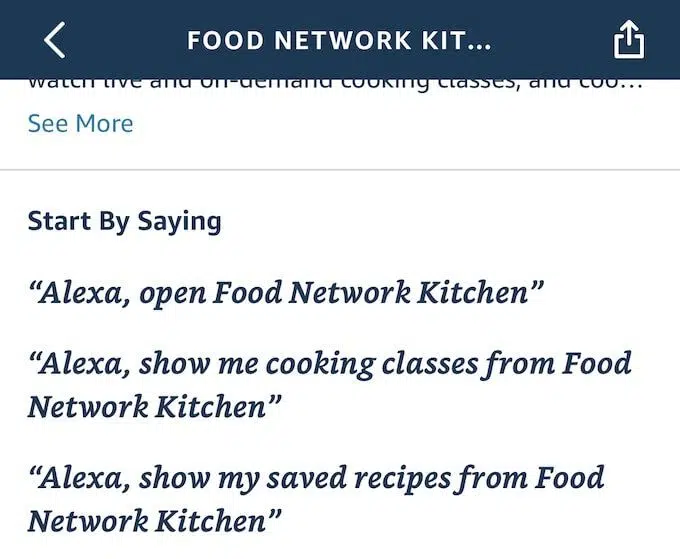 FOOD NETWORK KIT...
watch live and on-demand cooking classes, and coo...
See More
Start By Saying
“Alexa, open Food Network Kitchen”
“Alexa, show me cooking classes from Food
Network Kitchen”
“Alexa, show my saved recipes from Food
Network Kitchen”